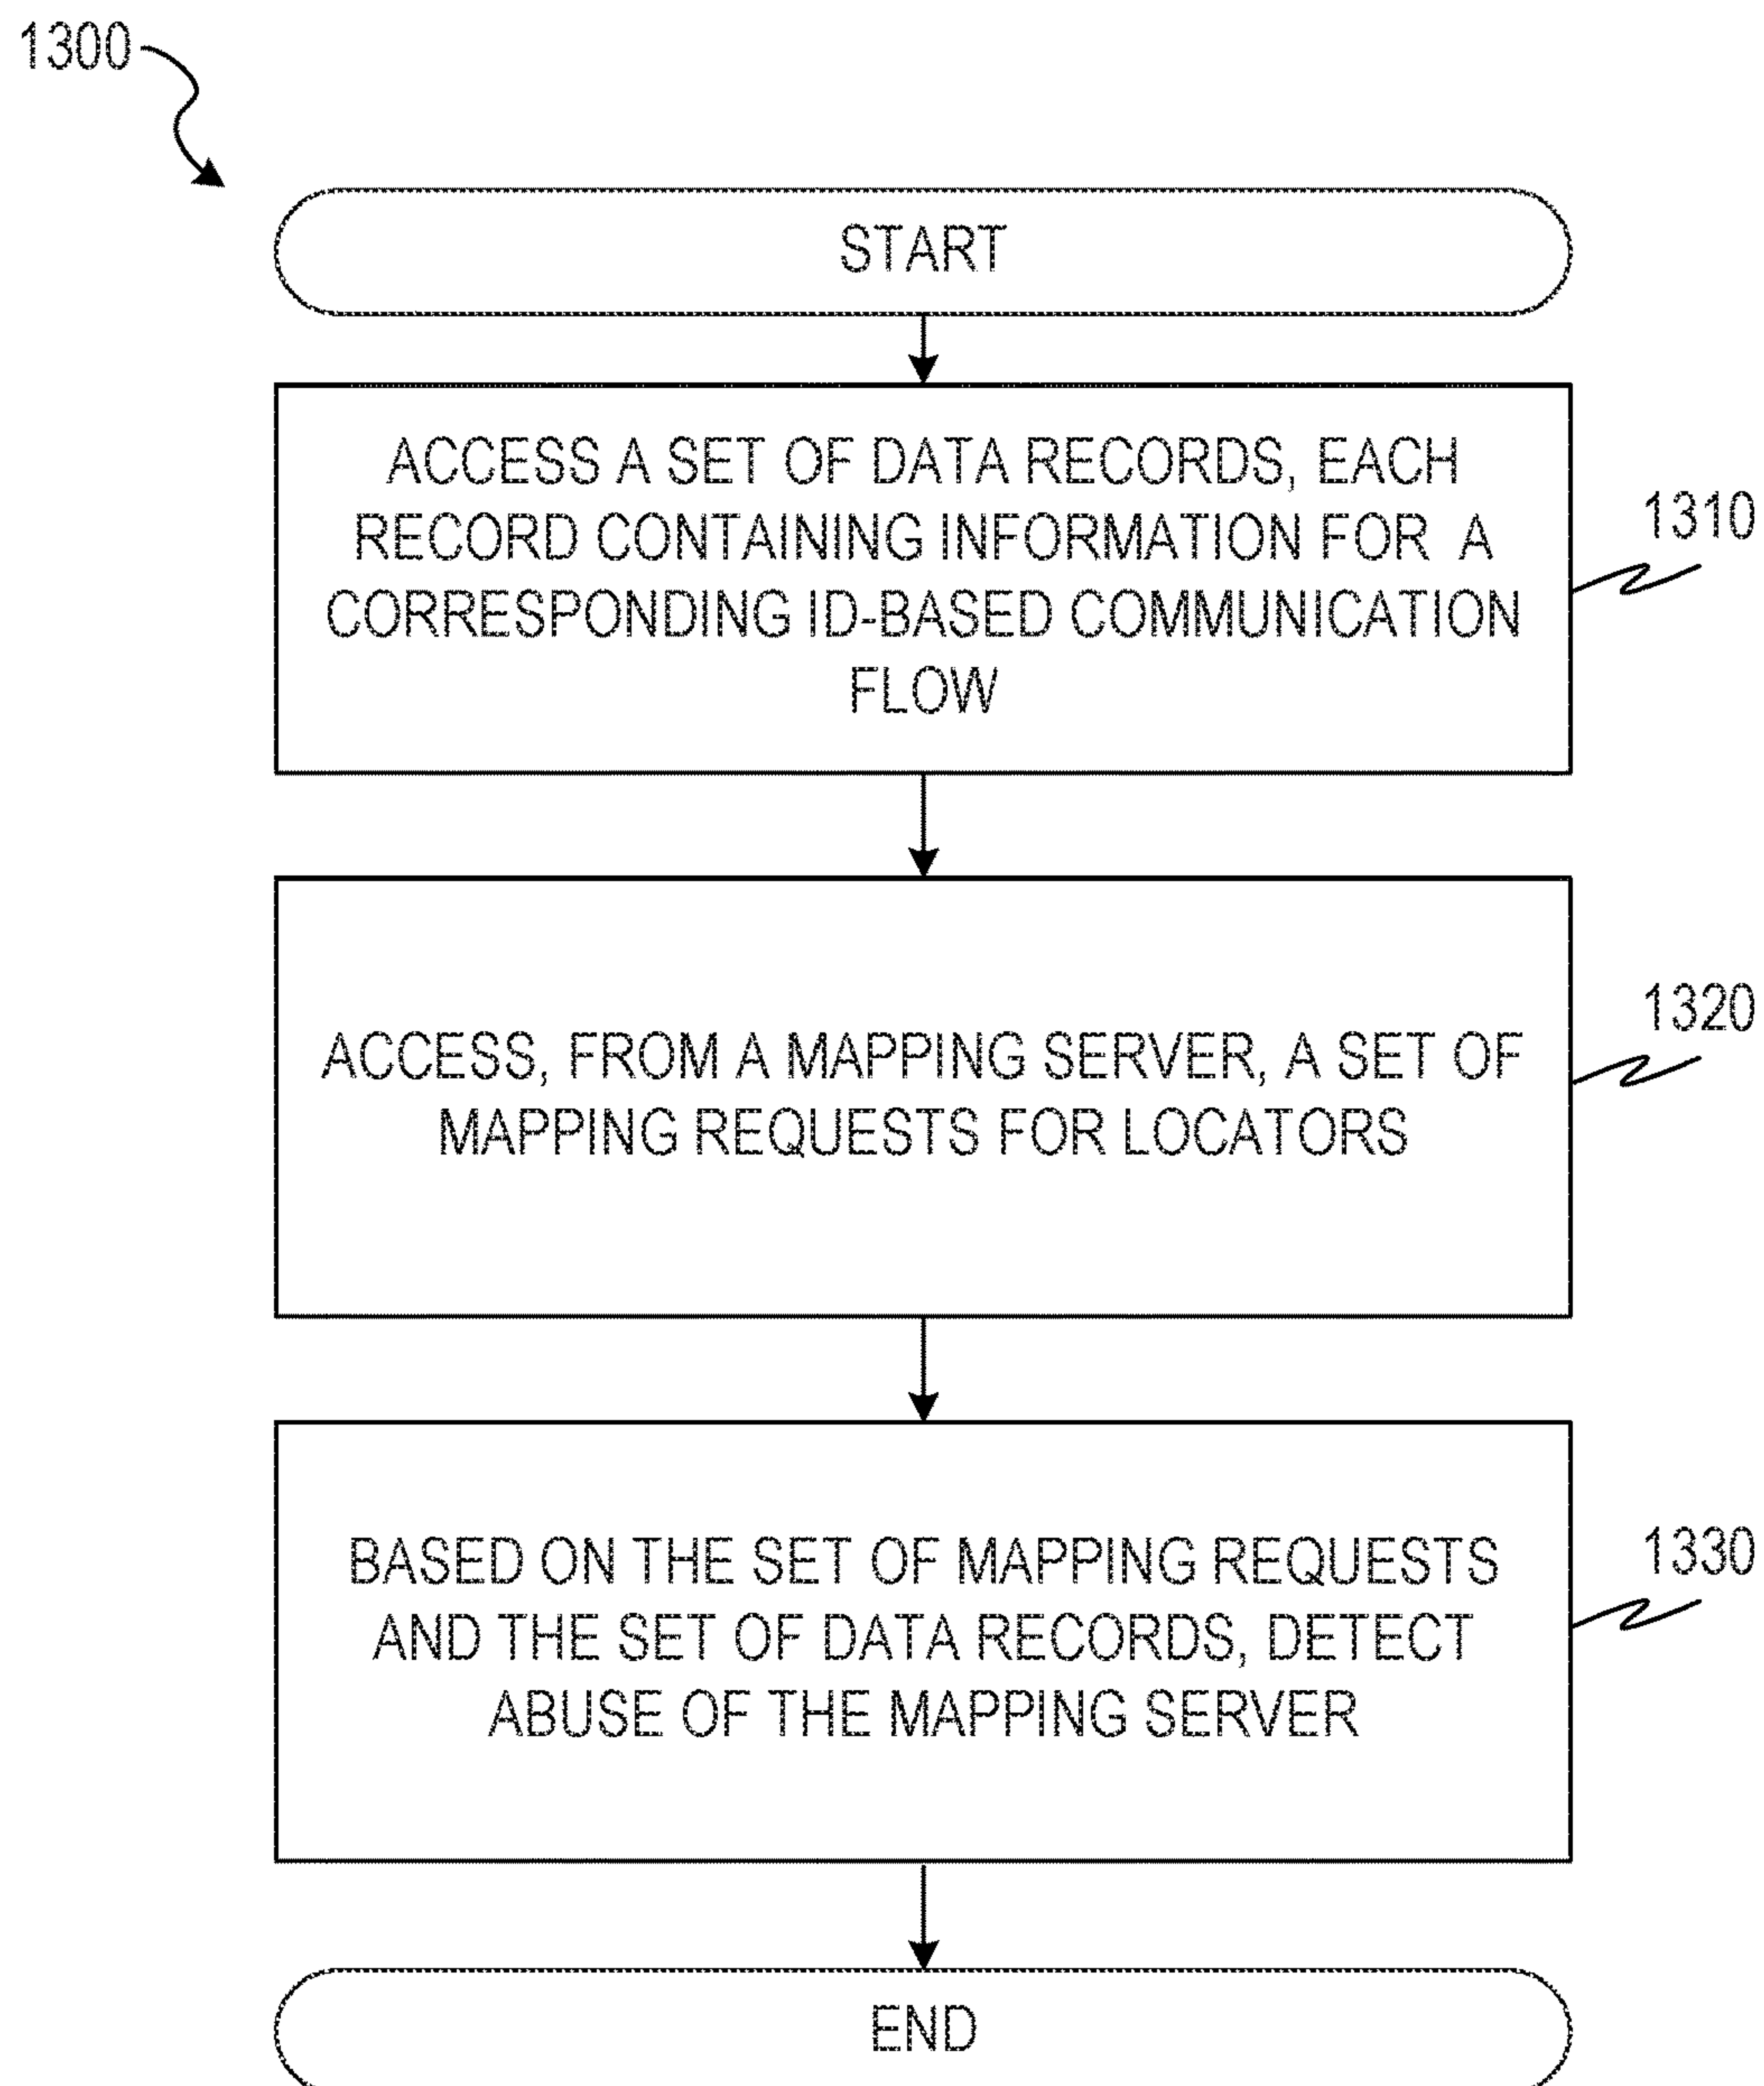 1300
START
ACCESS A SET OF DATA RECORDS, EACH
RECORD CONTAINING INFORMATION FOR A
CORRESPONDING ID-BASED COMMUNICATION
FLOW
1310
ACCESS, FROM A MAPPING SERVER, A SET OF
MAPPING REQUESTS FOR LOCATORS
1320
BASED ON THE SET OF MAPPING REQUESTS
AND THE SET OF DATA RECORDS, DETECT
ABUSE OF THE MAPPING SERVER
1330
END